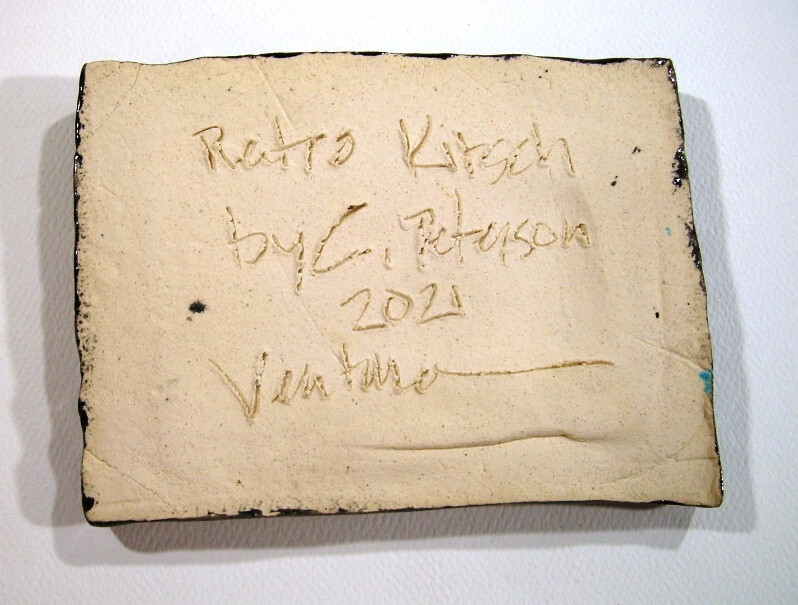 Retro Kitsch
by C. Peterson
2021
Ventura